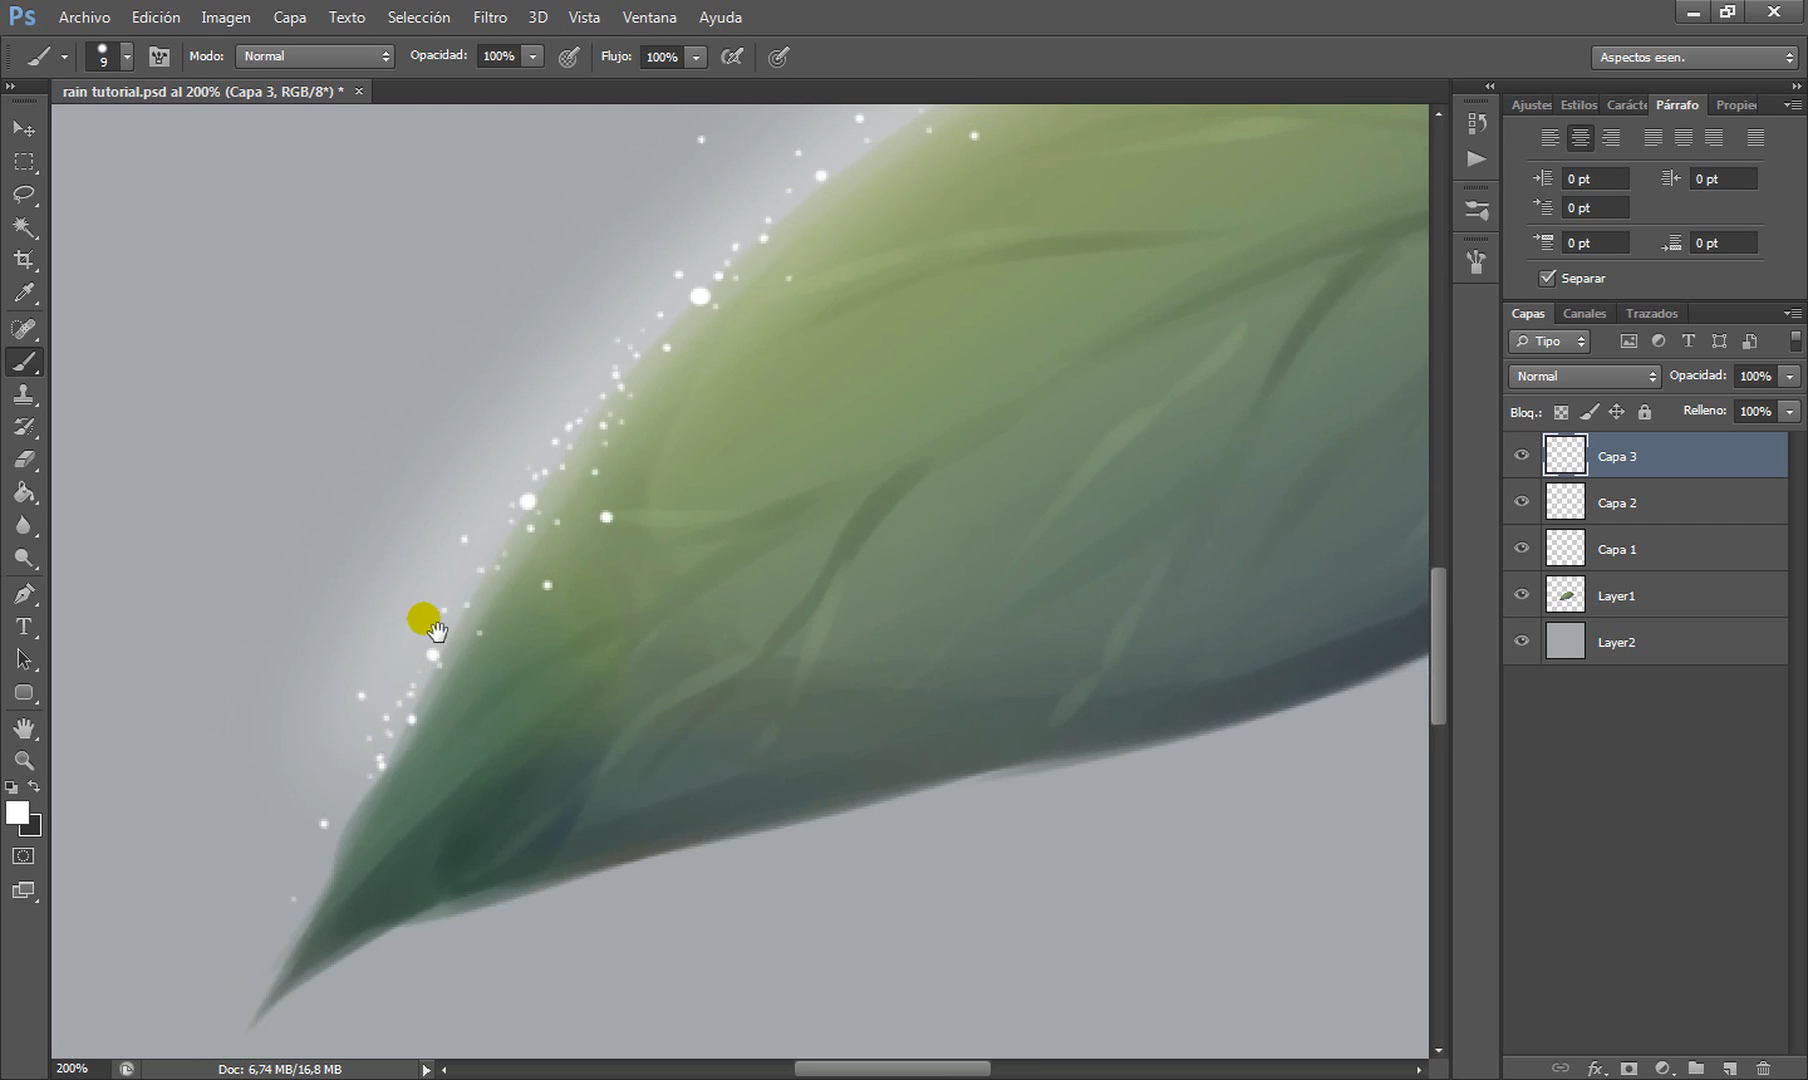 Ps Archivo Edición Imagen Capa Texto Selección Filtro 3D Vista Ventana Ayuda
9 Modo: Normal Opacidad: 100% Flujo: 100% Aspectos esen.
rain tutorial.psd al 200% (Capa 3, RGB/8*) * ×
Ajustes Estilos Carácte Párrafo Propied
0 pt 0 pt
0 pt
0 pt 0 pt
Separar
Capas Canales Trazados
Tipo T
Normal Opacidad: 100%
Bloq.: Relleno: 100%
Capa 3
Capa 2
Capa 1
Layer1
Layer2
T
200% Doc: 6,74 MB/16,8 MB
fx